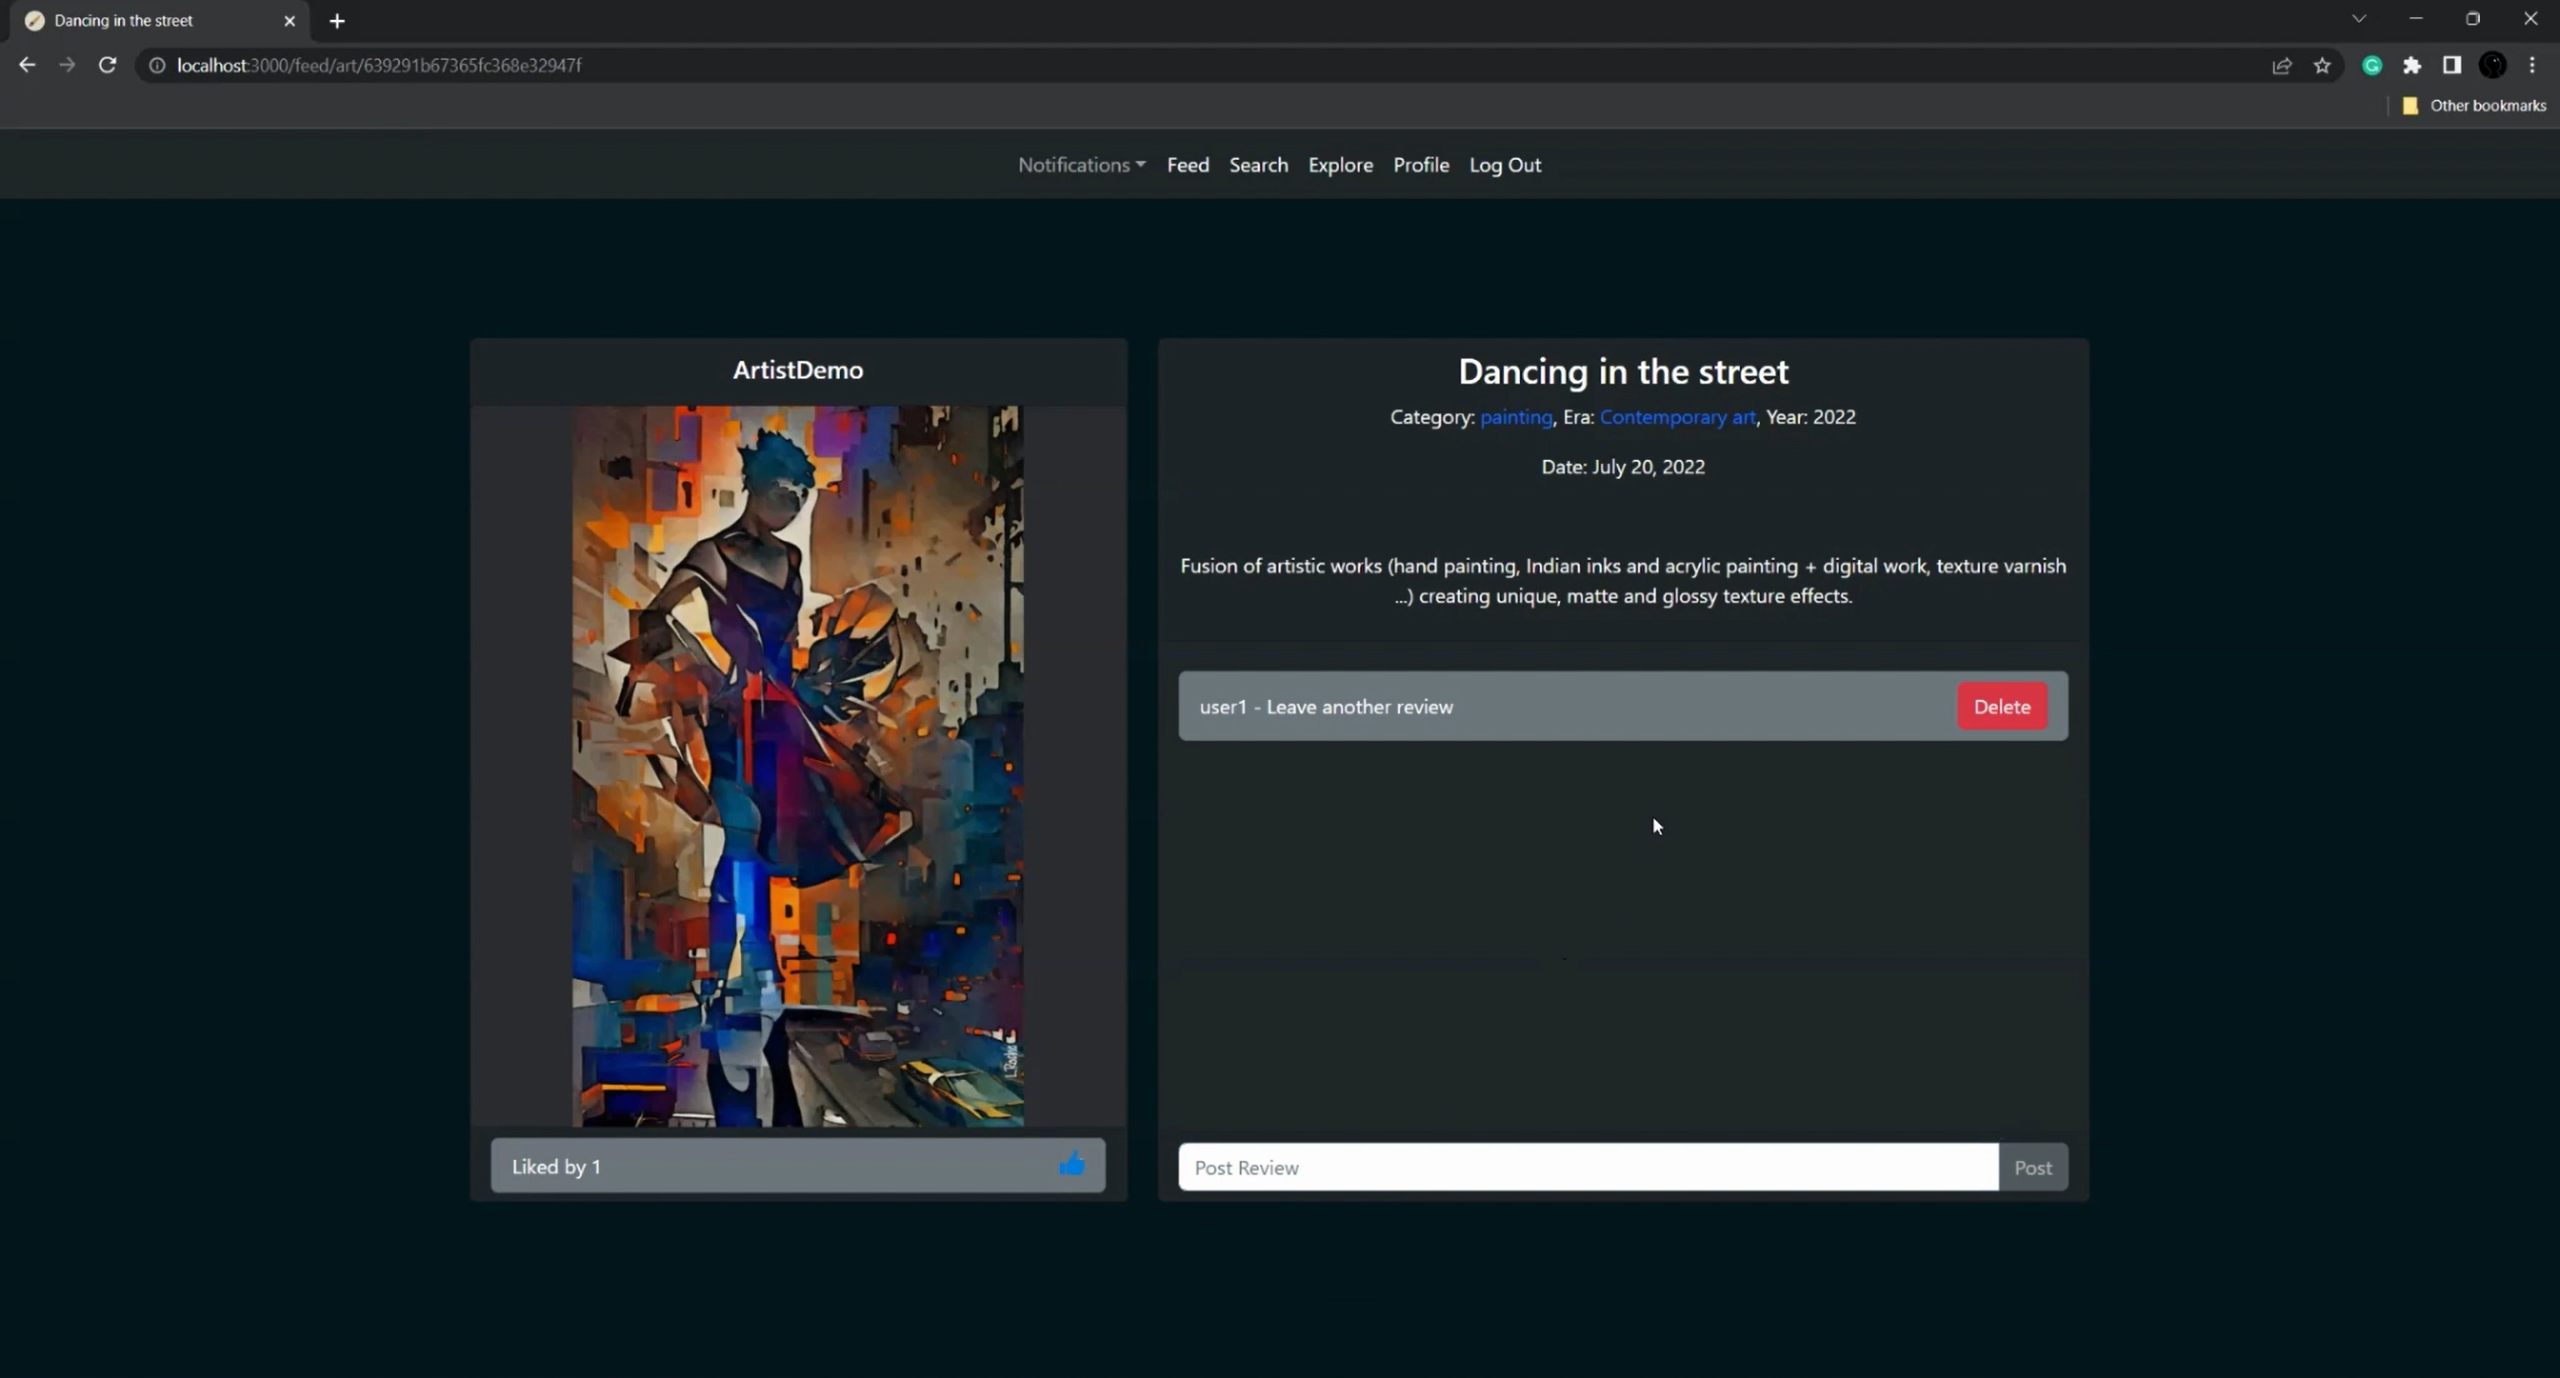 Dancing in the street
localhost:3000/feed/art/639291b67365fc368e32947f
Other bookmarks
Notifications Feed Search Explore Profile Log Out
ArtistDemo
L.Roche
Liked by 1
Dancing in the street
Category: painting, Era: Contemporary art, Year: 2022
Date: July 20, 2022
Fusion of artistic works (hand painting, Indian inks and acrylic painting + digital work, texture varnish
...) creating unique, matte and glossy texture effects.
user1 - Leave another review Delete
Post Review Post